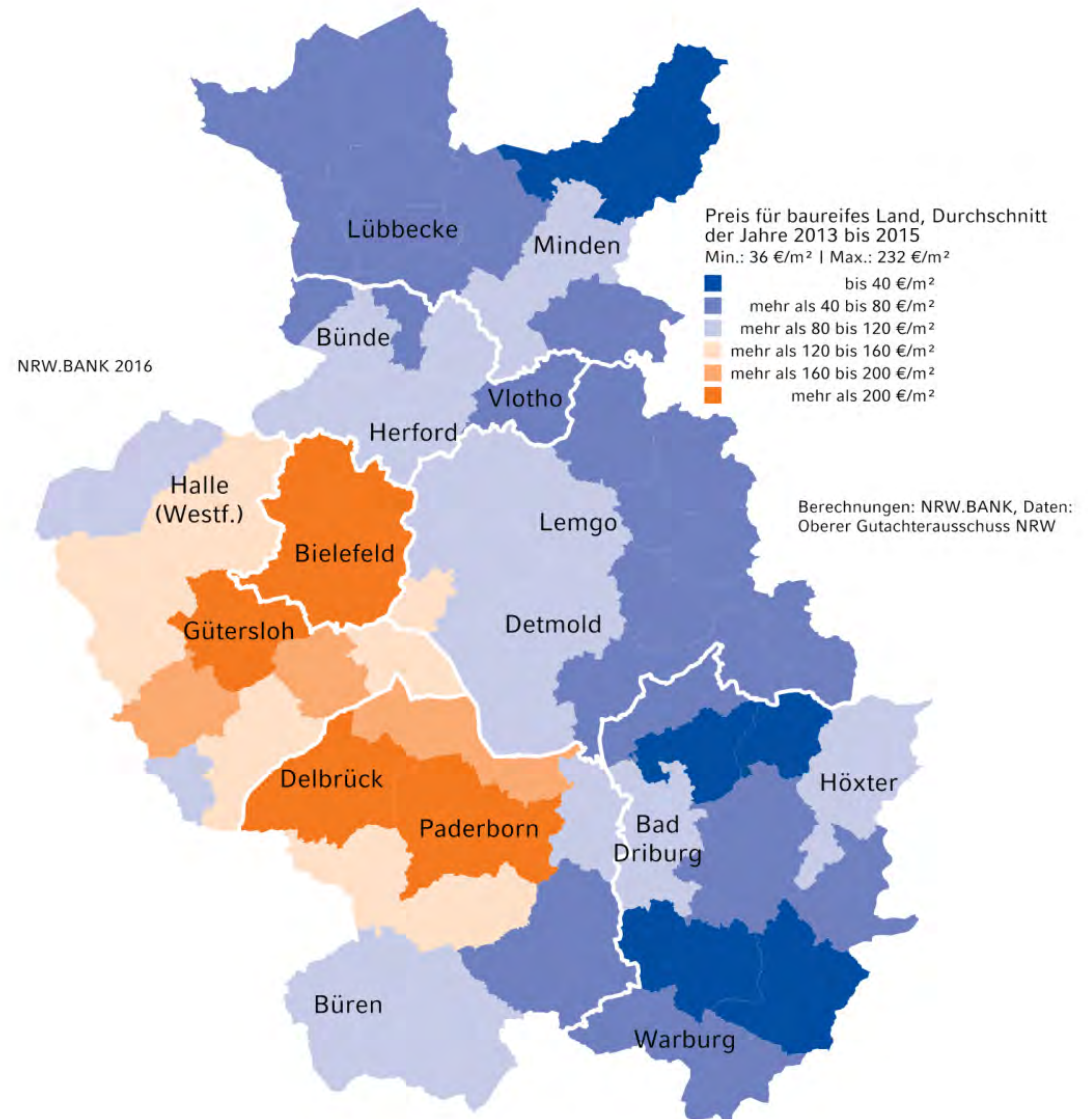 Lübbecke
Minden
Preis für baureifes Land, Durchschnitt
der Jahre 2013 bis 2015
Min.: 36 €/m² | Max.: 232 €/m²
bis 40 €/m²
mehr als 40 bis 80 €/m²
mehr als 80 bis 120 €/m²
mehr als 120 bis 160 €/m²
mehr als 160 bis 200 €/m²
mehr als 200 €/m²
Bünde
NRW.BANK 2016
Vlotho
Herford
Halle
(Westf.)
Lemgo
Berechnungen: NRW.BANK, Daten:
Oberer Gutachterausschuss NRW
Bielefeld
Gütersloh
Detmold
Delbrück
Höxter
Paderborn
Bad
Driburg
Büren
Warburg